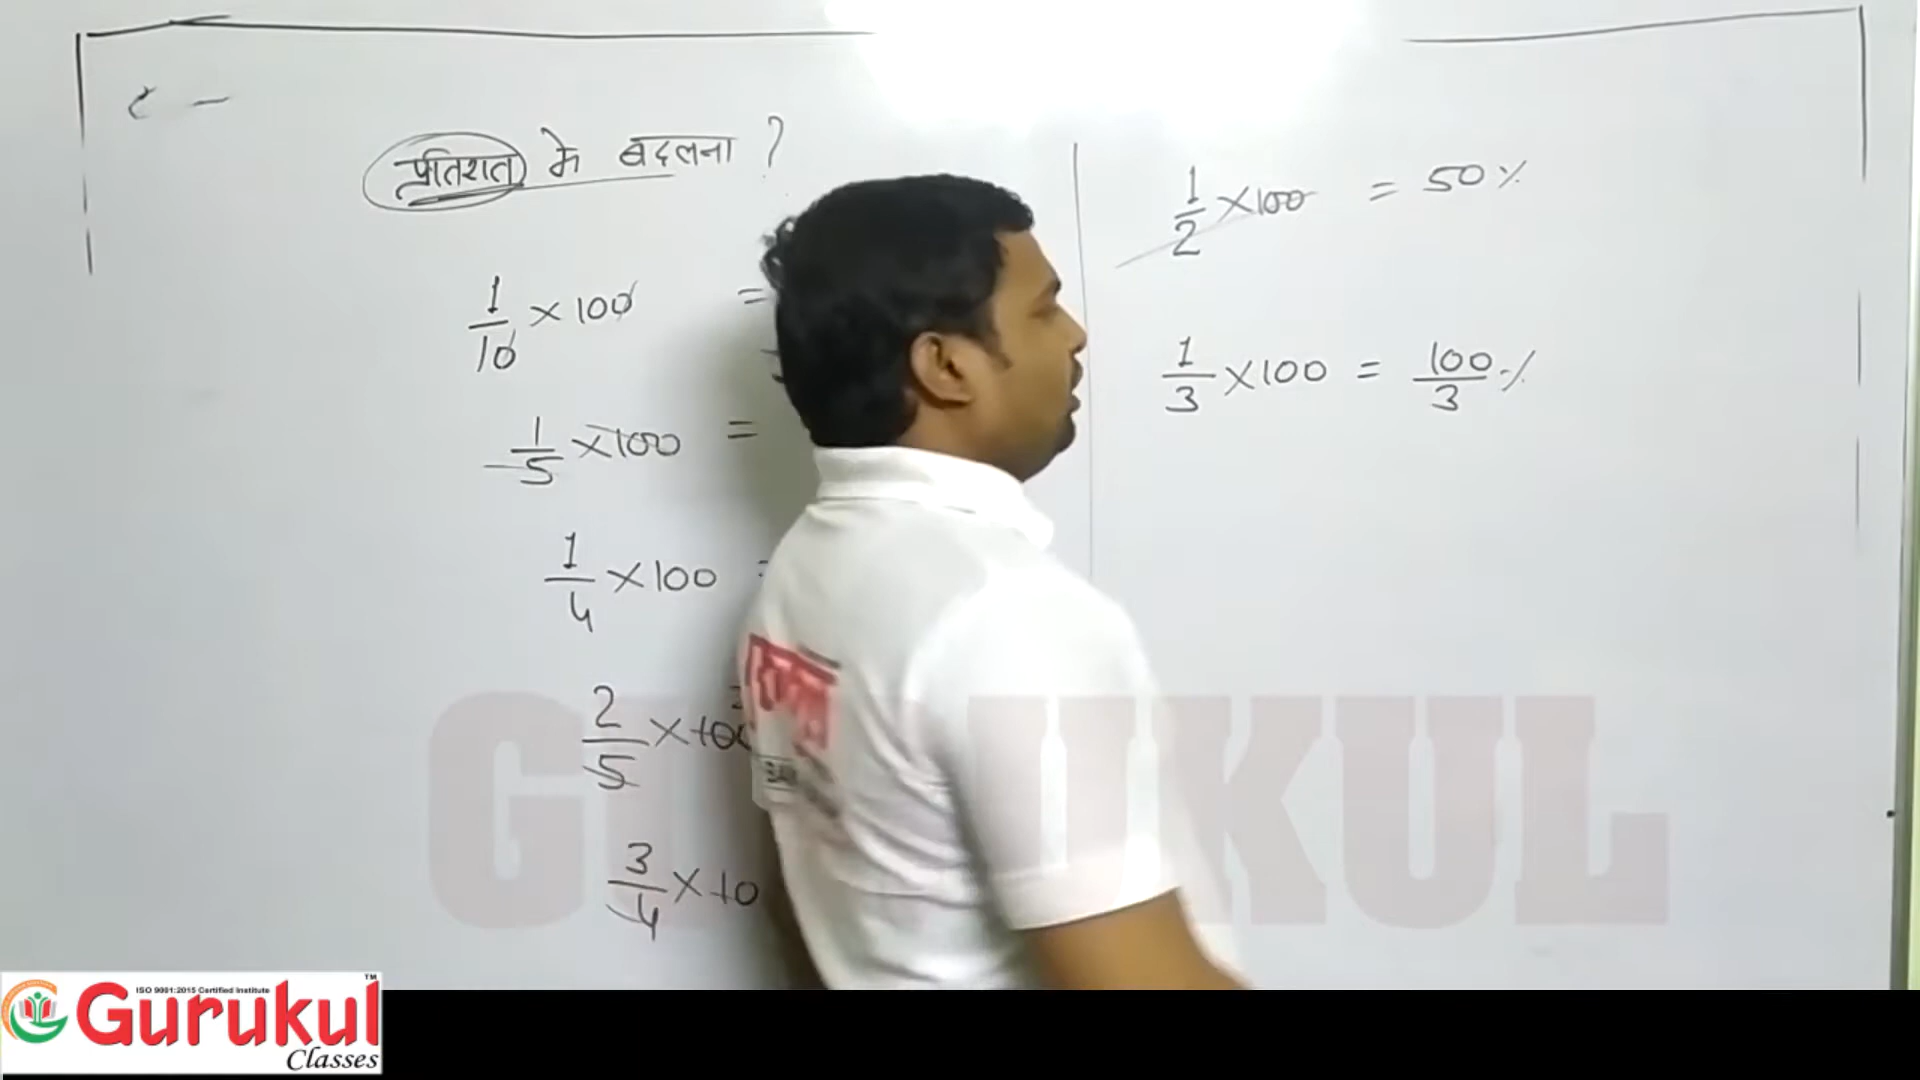 प्रतिशत मे बदलना ?
1/10 × 100 =
1/5 × 100 =
1/4 × 100 =
2/5 × 100
3/4 × 10
1/2 × 100 = 50%
1/3 × 100 = 100/3 %
GURUKUL
ISO 9001:2015 Certified Institute
Gurukul TM
Classes